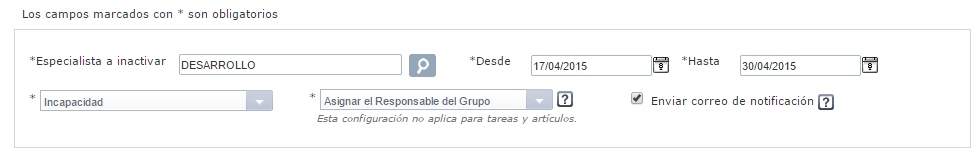 Los campos marcados con * son obligatorios
*Especialista a inactivar DESARROLLO *Desde 17/04/2015 *Hasta 30/04/2015
* Incapacidad * Asignar el Responsable del Grupo ? Enviar correo de notificación ?
Esta configuración no aplica para tareas y artículos.